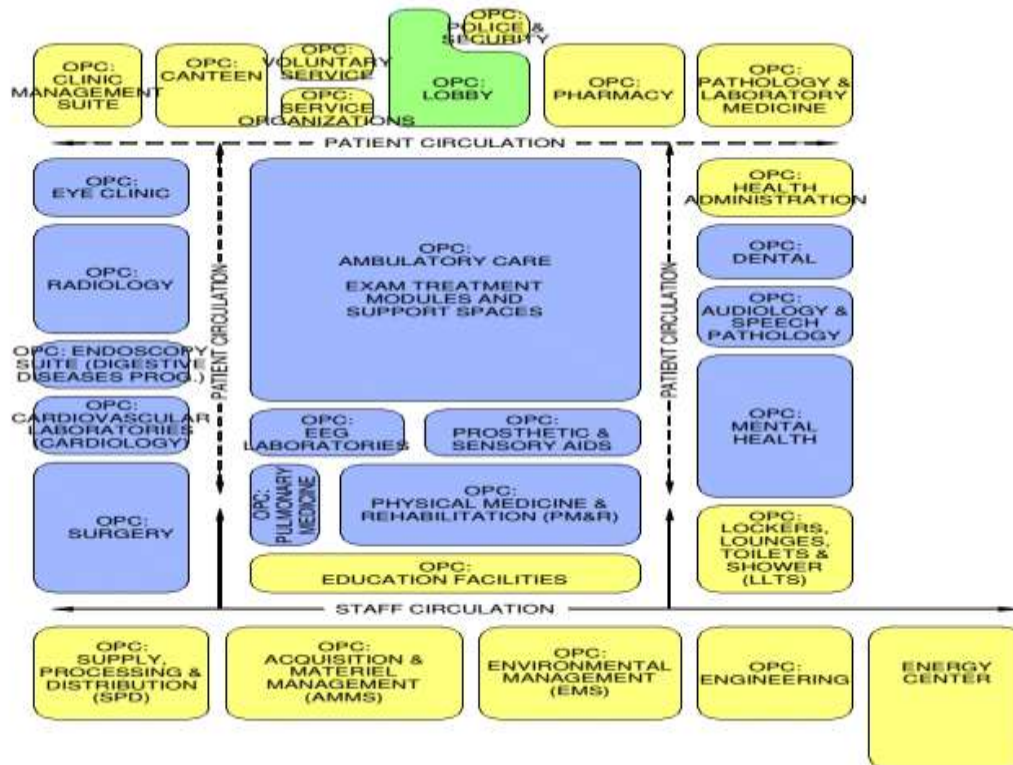 OPC:
CLINIC
MANAGEMENT
SUITE
OPC:
CANTEEN
OPC:
VOLUNTARY
SERVICE
OPC:
SERVICE
ORGANIZATIONS
OPC:
LOBBY
OPC:
POLICE &
SECURITY
OPC:
PHARMACY
OPC:
PATHOLOGY &
LABORATORY
MEDICINE
PATIENT CIRCULATION
OPC:
EYE CLINIC
OPC:
RADIOLOGY
OPC: ENDOSCOPY
SUITE (DIGESTIVE
DISEASES PROG.)
OPC:
CARDIOVASCULAR
LABORATORIES
(CARDIOLOGY)
OPC:
SURGERY
PATIENT CIRCULATION
OPC:
AMBULATORY CARE
EXAM TREATMENT
MODULES AND
SUPPORT SPACES
OPC:
EEG
LABORATORIES
OPC:
PROSTHETIC &
SENSORY AIDS
OPC:
PULMONARY
MEDICINE
OPC:
PHYSICAL MEDICINE &
REHABILITATION (PM&R)
OPC:
EDUCATION FACILITIES
PATIENT CIRCULATION
OPC:
HEALTH
ADMINISTRATION
OPC:
DENTAL
OPC:
AUDIOLOGY &
SPEECH
PATHOLOGY
OPC:
MENTAL
HEALTH
OPC:
LOCKERS,
LOUNGES,
TOILETS &
SHOWER
(LLTS)
STAFF CIRCULATION
OPC:
SUPPLY,
PROCESSING &
DISTRIBUTION
(SPD)
OPC:
ACQUISITION &
MATERIEL
MANAGEMENT
(AMMS)
OPC:
ENVIRONMENTAL
MANAGEMENT
(EMS)
OPC:
ENGINEERING
ENERGY
CENTER